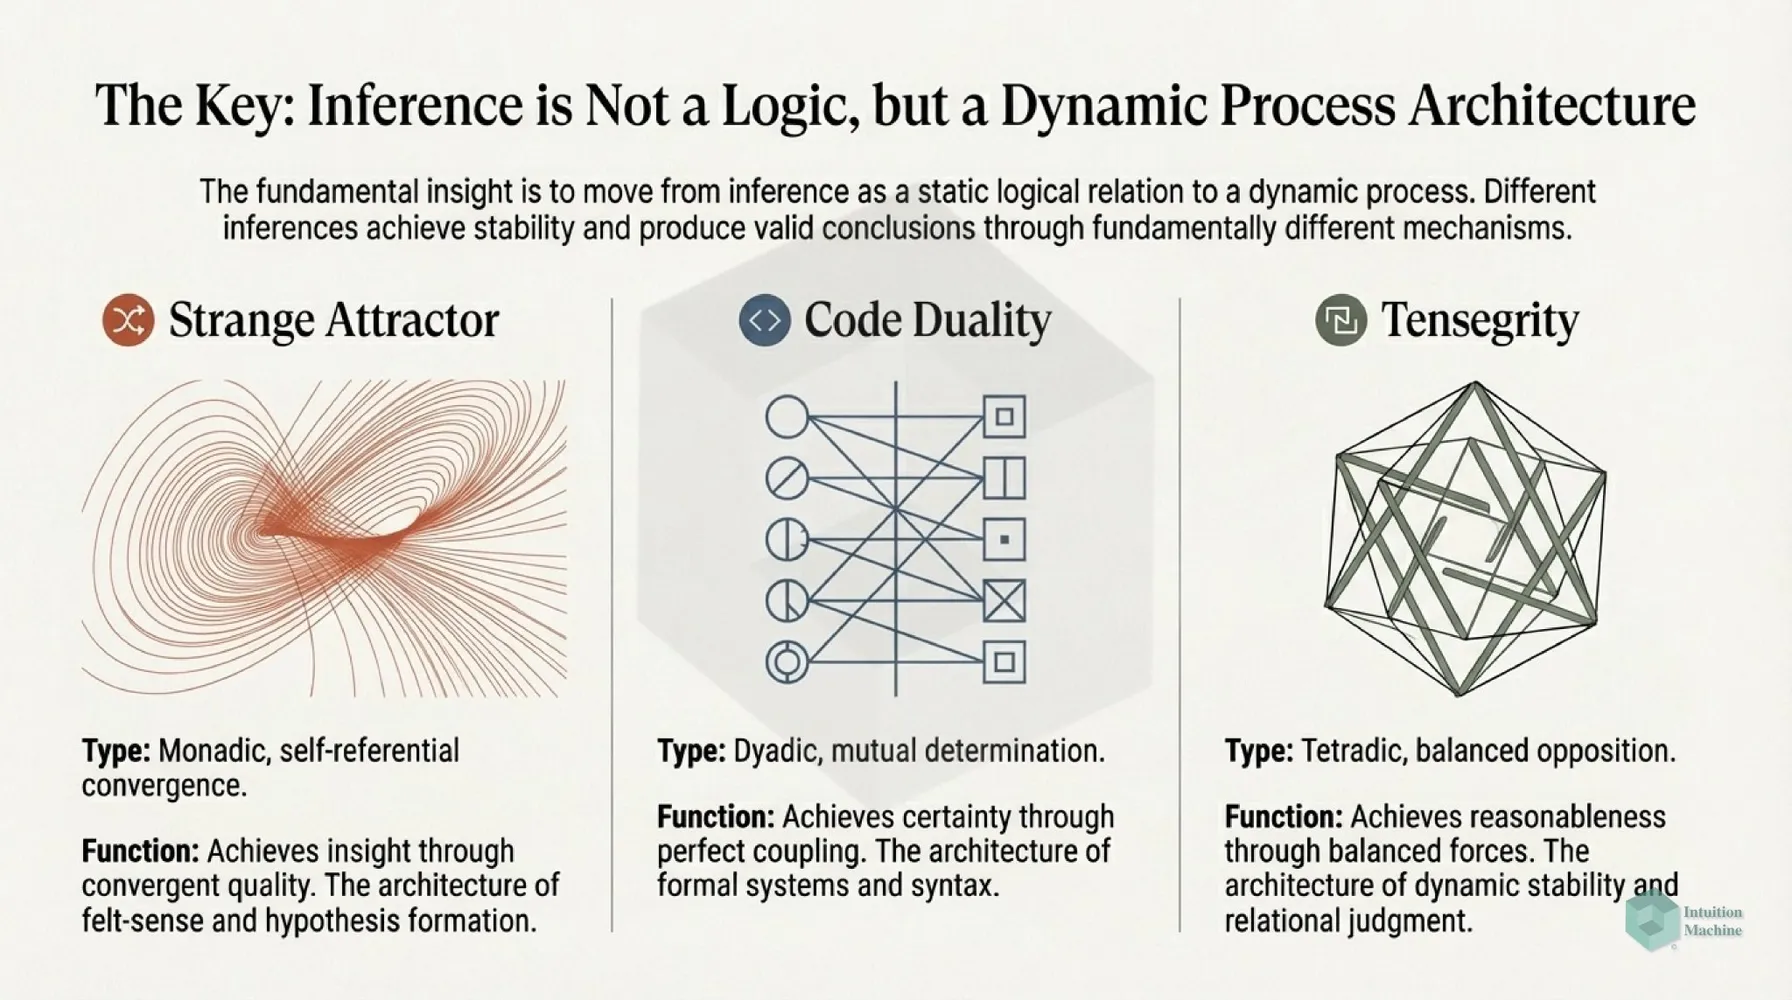 The Key: Inference is Not a Logic, but a Dynamic Process Architecture
The fundamental insight is to move from inference as a static logical relation to a dynamic process. Different
inferences achieve stability and produce valid conclusions through fundamentally different mechanisms.
Strange Attractor
Type: Monadic, self-referential
convergence.
Function: Achieves insight through
convergent quality. The architecture of
felt-sense and hypothesis formation.
Code Duality
Type: Dyadic, mutual determination.
Function: Achieves certainty through
perfect coupling. The architecture of
formal systems and syntax.
Tensegrity
Type: Tetradic, balanced opposition.
Function: Achieves reasonableness
through balanced forces. The
architecture of dynamic stability and
relational judgment.
Intuition
Machine
©